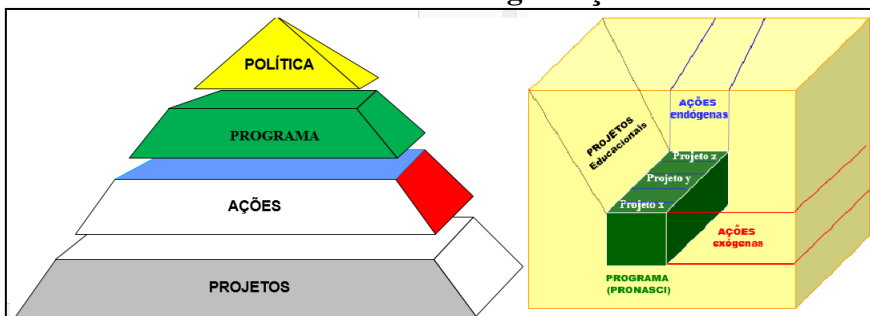 POLÍTICA
PROGRAMA
AÇÕES
PROJETOS
PROJETOS
Educacionais
AÇÕES
endógenas
Projeto z
Projeto y
Projeto x
AÇÕES
exógenas
PROGRAMA
(PRONASCI)